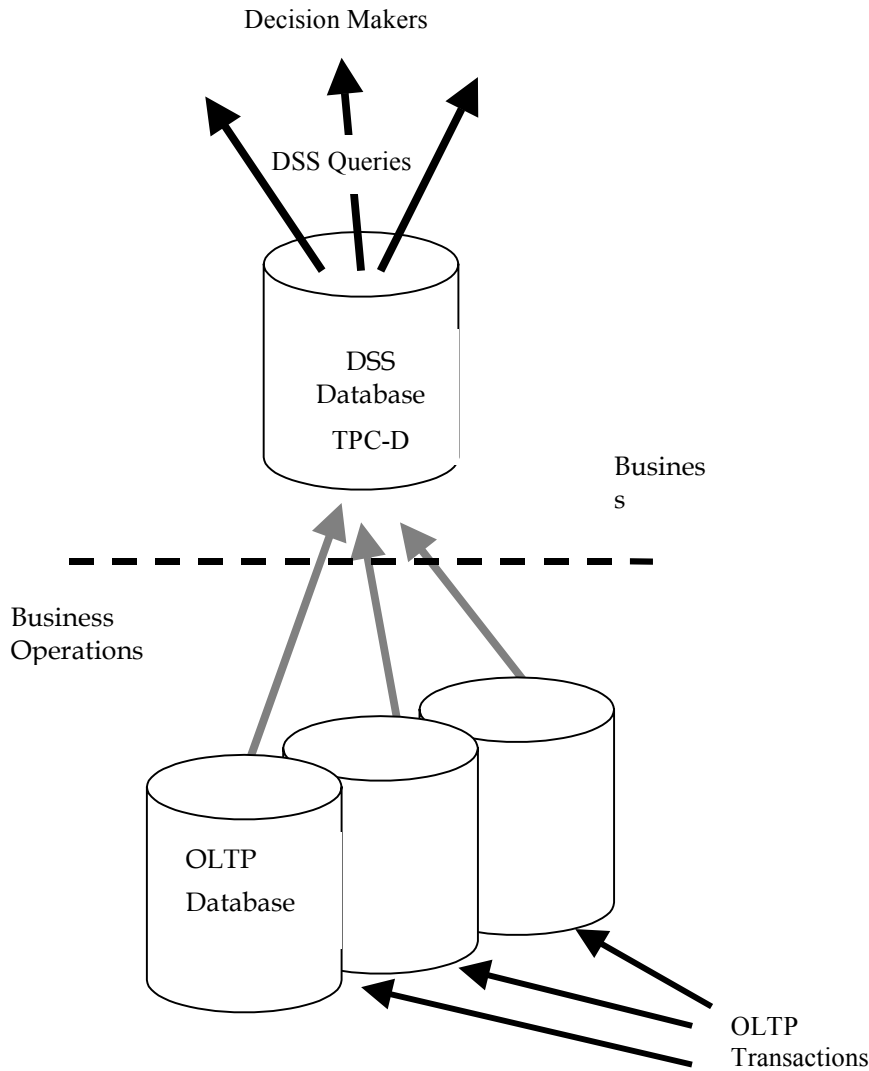 Decision Makers
DSS Queries
DSS
Database
TPC-D
Busines
s
Business
Operations
OLTP
Database
OLTP
Transactions